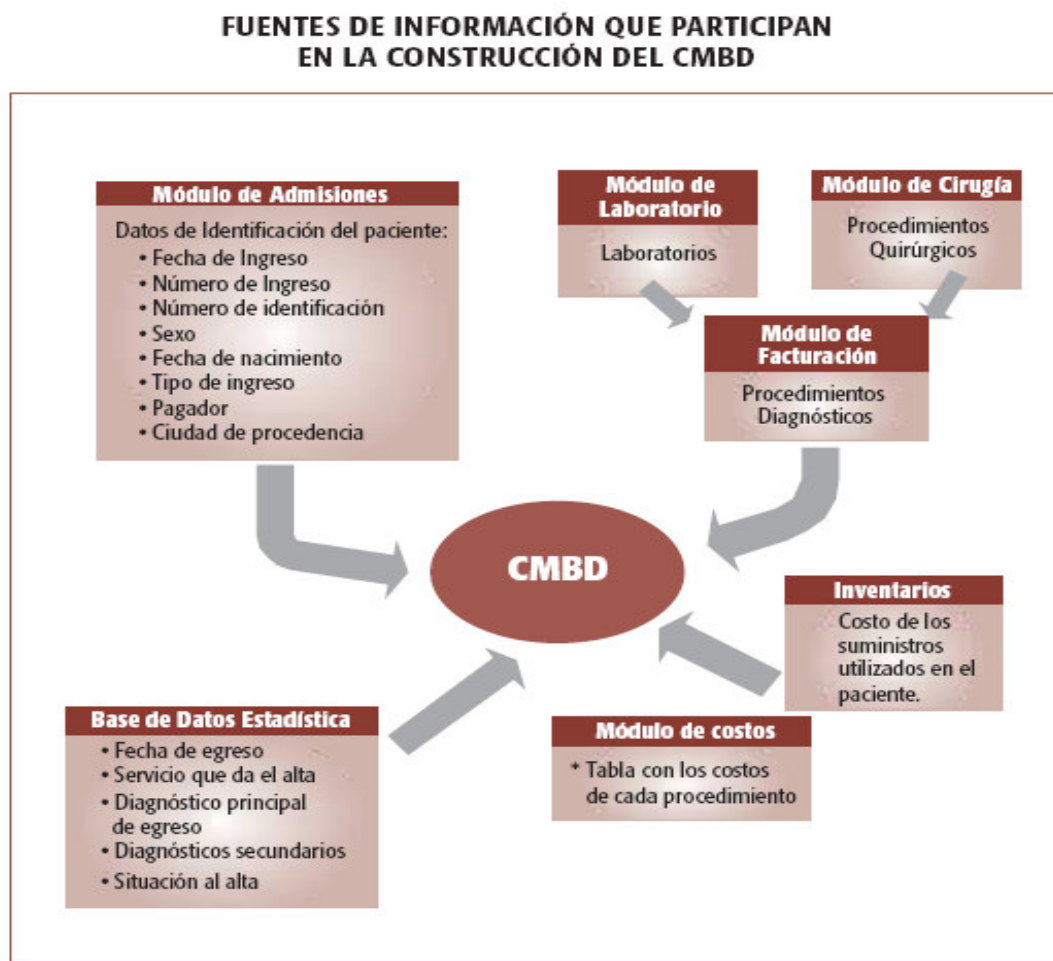 FUENTES DE INFORMACIÓN QUE PARTICIPAN
EN LA CONSTRUCCIÓN DEL CMBD
Módulo de Admisiones
Datos de Identificación del paciente:
• Fecha de Ingreso
• Número de Ingreso
• Número de identificación
• Sexo
• Fecha de nacimiento
• Tipo de ingreso
• Pagador
• Ciudad de procedencia
Módulo de
Laboratorio
Laboratorios
Módulo de Cirugía
Procedimientos
Quirúrgicos
Módulo de
Facturación
Procedimientos
Diagnósticos
CMBD
Inventarios
Costo de los
suministros
utilizados en el
paciente.
Base de Datos Estadística
• Fecha de egreso
• Servicio que da el alta
• Diagnóstico principal
de egreso
• Diagnósticos secundarios
• Situación al alta
Módulo de costos
* Tabla con los costos
de cada procedimiento